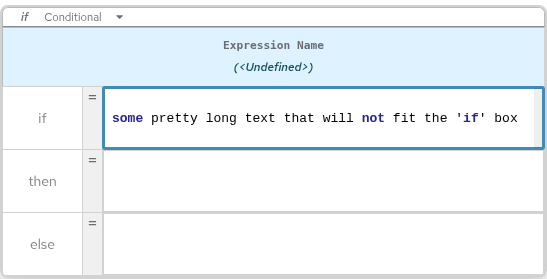 if Conditional
Expression Name
(<Undefined>)
if = some pretty long text that will not fit the 'if' box
then =
else =